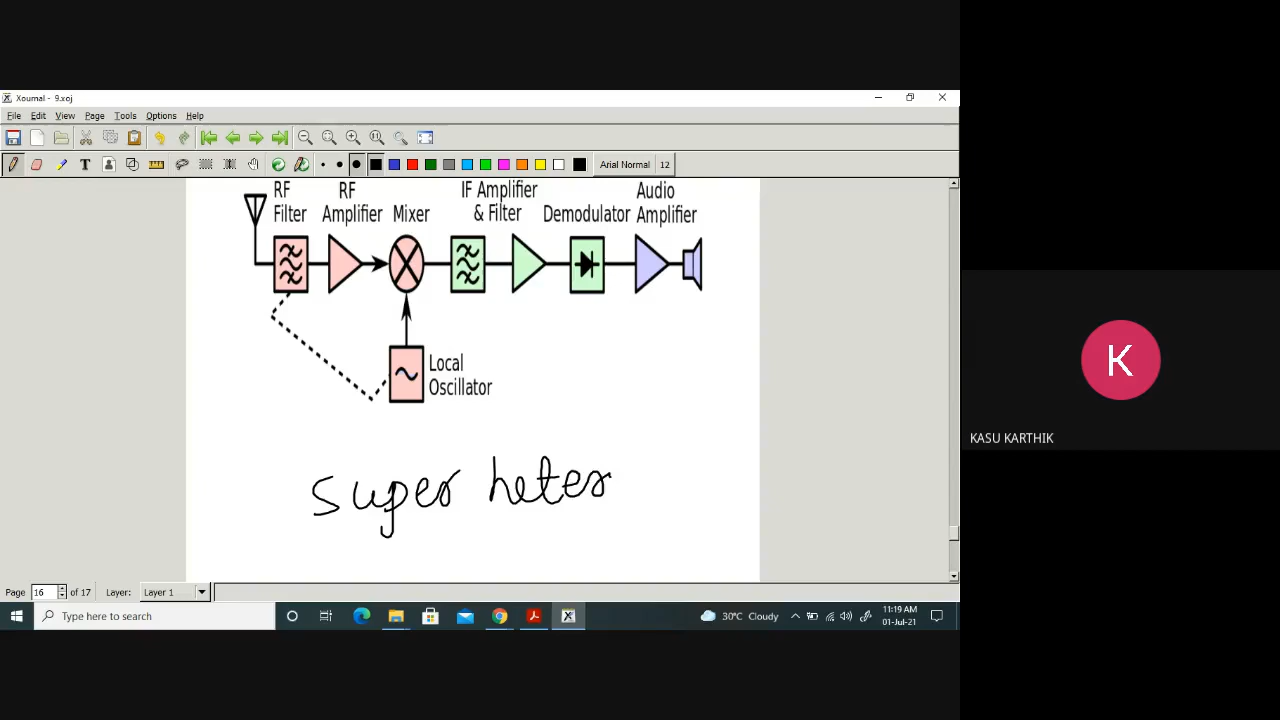 Xournal - 9.xoj
File Edit View Page Tools Options Help
Arial Normal 12
RF Filter
RF Amplifier
Mixer
IF Amplifier & Filter
Demodulator
Audio Amplifier
Local Oscillator
super heter
K
KASU KARTHIK
Page 16 of 17 Layer: Layer 1
Type here to search
30°C Cloudy
11:19 AM
01-Jul-21